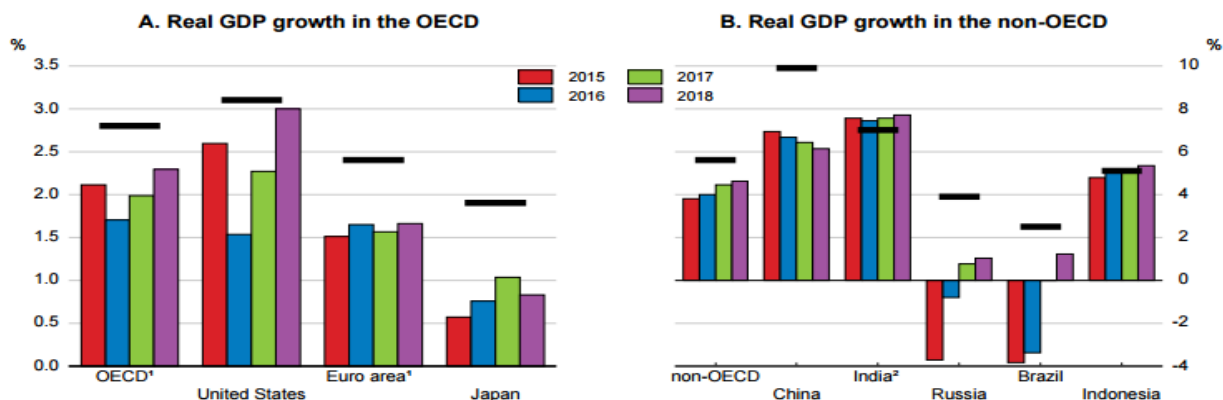 A. Real GDP growth in the OECD
%
3.5
3.0
2.5
2.0
1.5
1.0
0.5
0.0
OECD¹
United States
Euro area¹
Japan
2015
2016
2017
2018
B. Real GDP growth in the non-OECD
%
10
8
6
4
2
0
-2
-4
non-OECD
China
India²
Russia
Brazil
Indonesia